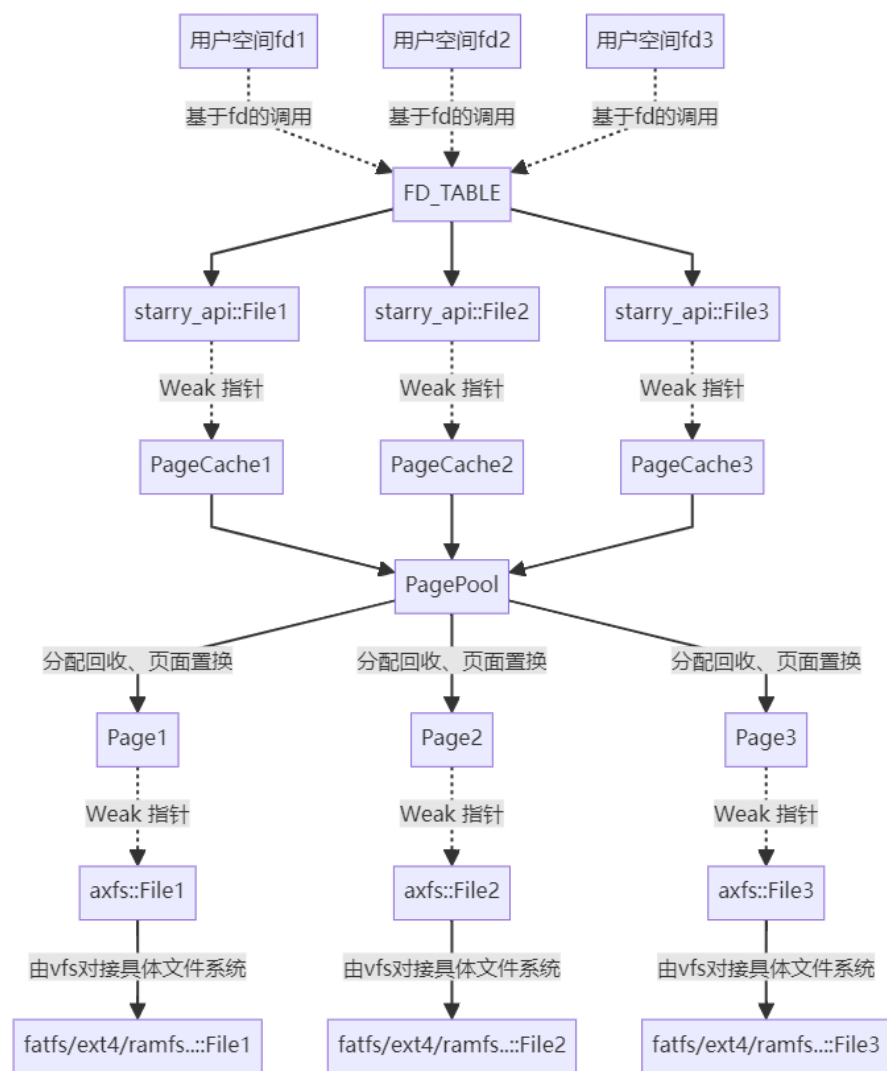 用户空间fd1
用户空间fd2
用户空间fd3
基于fd的调用
基于fd的调用
基于fd的调用
FD_TABLE
starry_api::File1
starry_api::File2
starry_api::File3
Weak 指针
Weak 指针
Weak 指针
PageCache1
PageCache2
PageCache3
PagePool
分配回收、页面置换
分配回收、页面置换
分配回收、页面置换
Page1
Page2
Page3
Weak 指针
Weak 指针
Weak 指针
axfs::File1
axfs::File2
axfs::File3
由vfs对接具体文件系统
由vfs对接具体文件系统
由vfs对接具体文件系统
fatfs/ext4/ramfs..::File1
fatfs/ext4/ramfs..::File2
fatfs/ext4/ramfs..::File3